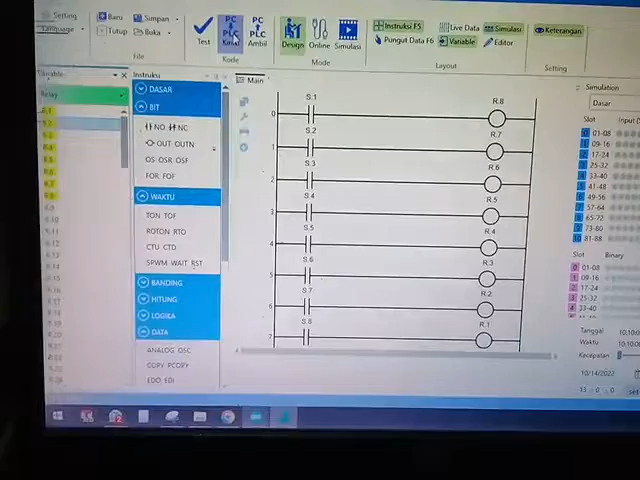 Setting
Language
Baru
Simpan
Tutup
Buka
File
Test
PC
PLC
Kirim
PC
PLC
Ambil
Kode
Design
Online
Simulasi
Mode
Instruksi F5
Live Data
Simulasi
Pungut Data F6
Variable
Editor
Layout
Keterangan
Setting
Variable
Relay
Instruksi
DASAR
BIT
NO NC
OUT OUTN
OS OSR OSF
FOR FOF
WAKTU
TON TOF
ROTON RTO
CTU CTD
SPWM WAIT RST
BANDING
HITUNG
LOGIKA
DATA
ANALOG OSC
COPY PCOPY
EDO EDI
Main
0
S.1
R.8
1
S.2
R.7
2
S.3
R.6
3
S.4
R.5
4
S.5
R.4
5
S.6
R.3
6
S.7
R.2
7
S.8
R.1
Simulation
Dasar
Slot
0 01-08
1 09-16
2 17-24
3 25-32
4 33-40
5 41-48
6 49-56
7 57-64
8 65-72
9 73-80
10 81-88
Slot
Binary
0 01-08
1 09-16
2 17-24
3 25-32
4 33-40
Tanggal
Waktu
Kecepatan
10/14/2022